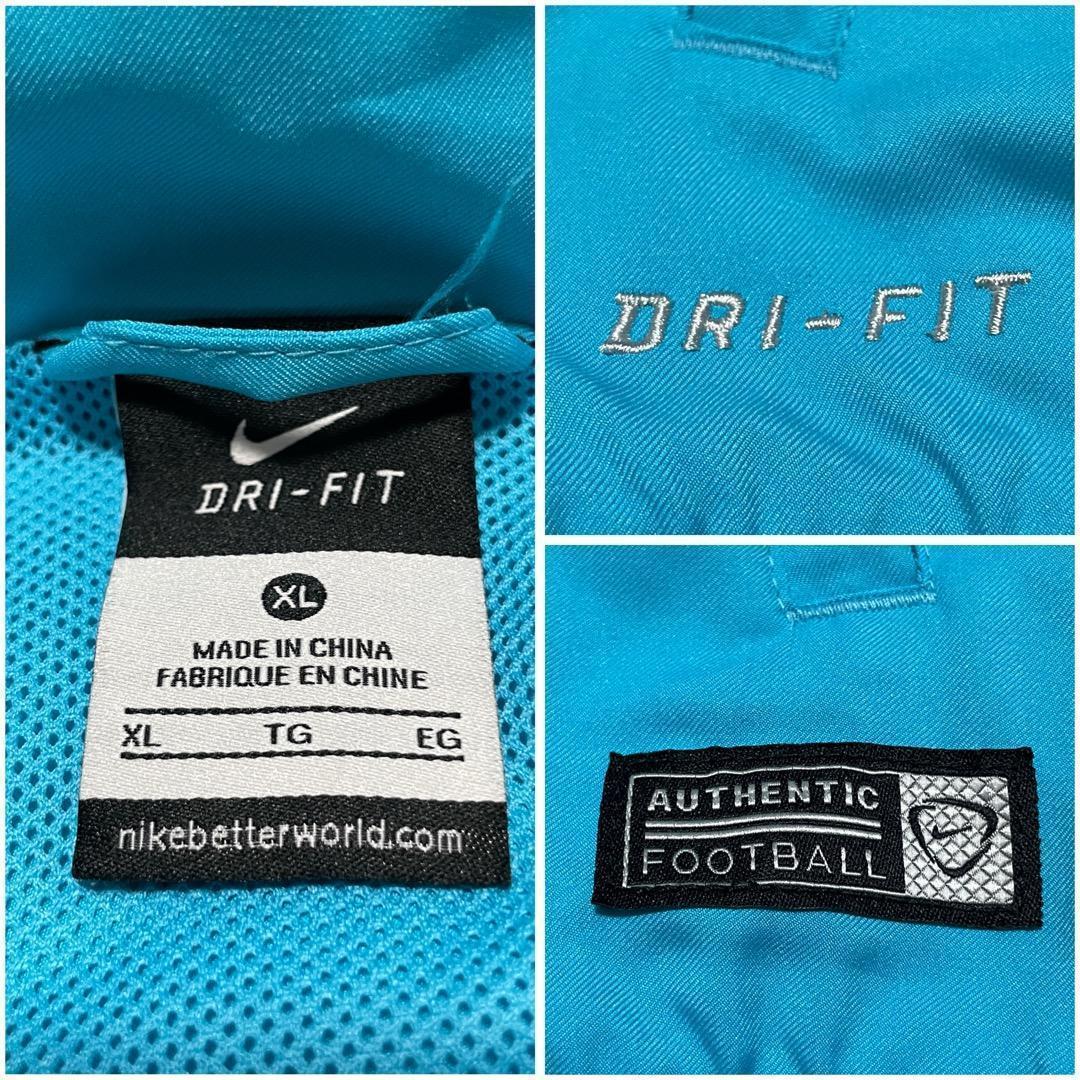 DRI-FIT
XL
MADE IN CHINA
FABRIQUE EN CHINE
XL TG EG
nikebetterworld.com
DRI-FIT
AUTHENTIC
FOOTBALL